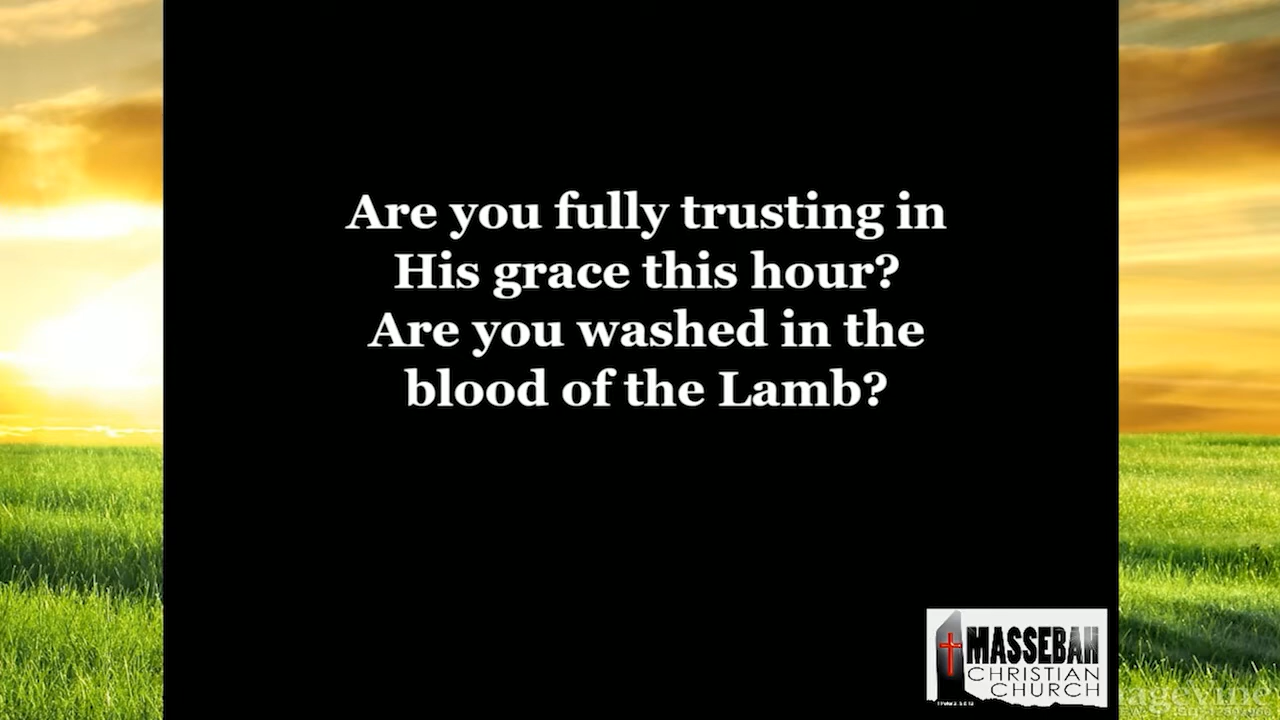 Are you fully trusting in
His grace this hour?
Are you washed in the
blood of the Lamb?
MASSEBAH
CHRISTIAN
CHURCH